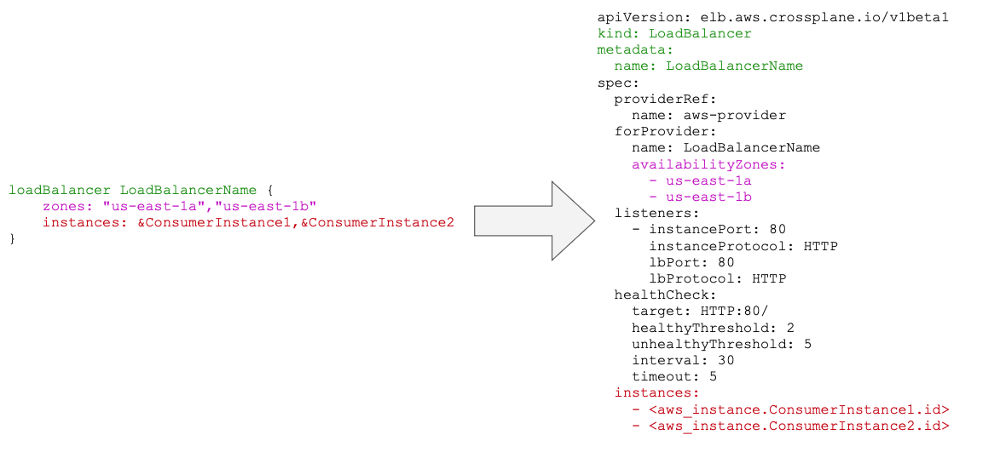 loadBalancer LoadBalancerName {
    zones: "us-east-1a","us-east-1b"
    instances: &ConsumerInstance1,&ConsumerInstance2
}
apiVersion: elb.aws.crossplane.io/v1beta1
kind: LoadBalancer
metadata:
  name: LoadBalancerName
spec:
  providerRef:
    name: aws-provider
  forProvider:
    name: LoadBalancerName
    availabilityZones:
      - us-east-1a
      - us-east-1b
  listeners:
    - instancePort: 80
      instanceProtocol: HTTP
      lbPort: 80
      lbProtocol: HTTP
  healthCheck:
    target: HTTP:80/
    healthyThreshold: 2
    unhealthyThreshold: 5
    interval: 30
    timeout: 5
  instances:
    - <aws_instance.ConsumerInstance1.id>
    - <aws_instance.ConsumerInstance2.id>